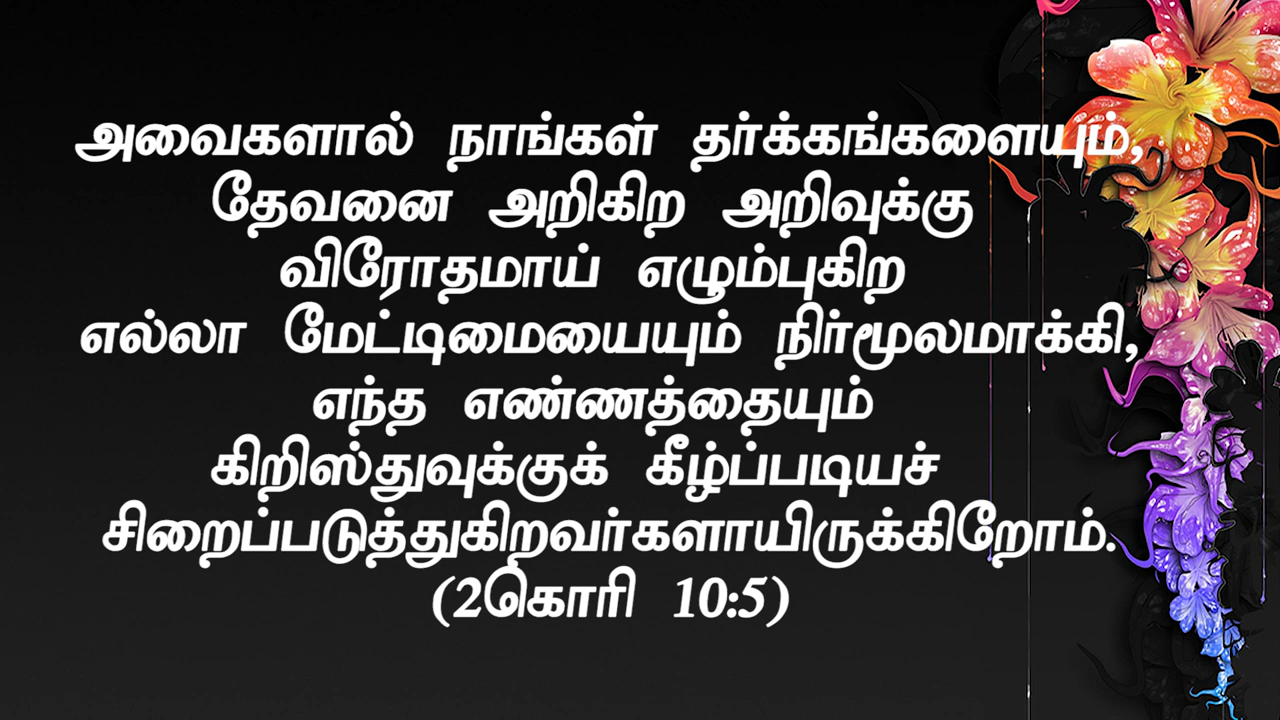 அவைகளால் நாங்கள் தர்க்கங்களையும்,
தேவனை அறிகிற அறிவுக்கு
விரோதமாய் எழும்புகிற
எல்லா மேட்டிமையையும் நிர்மூலமாக்கி,
எந்த எண்ணத்தையும்
கிறிஸ்துவுக்குக் கீழ்ப்படியச்
சிறைப்படுத்துகிறவர்களாயிருக்கிறோம்.
(2கொரி 10:5)